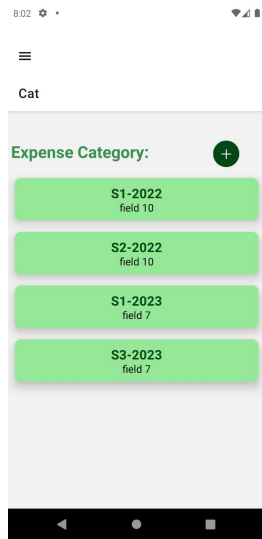 8:02
Cat
Expense Category:
+
S1-2022
field 10
S2-2022
field 10
S1-2023
field 7
S3-2023
field 7